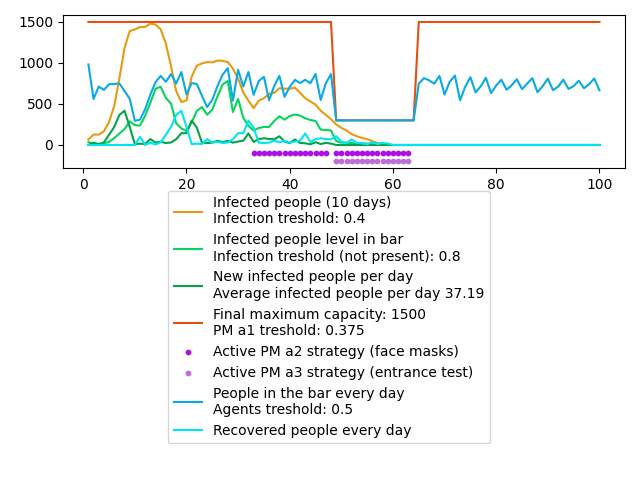 1500
1000
500
0
0 20 40 60 80 100
Infected people (10 days)
Infection treshold: 0.4
Infected people level in bar
Infection treshold (not present): 0.8
New infected people per day
Average infected people per day 37.19
Final maximum capacity: 1500
PM a1 treshold: 0.375
Active PM a2 strategy (face masks)
Active PM a3 strategy (entrance test)
People in the bar every day
Agents treshold: 0.5
Recovered people every day